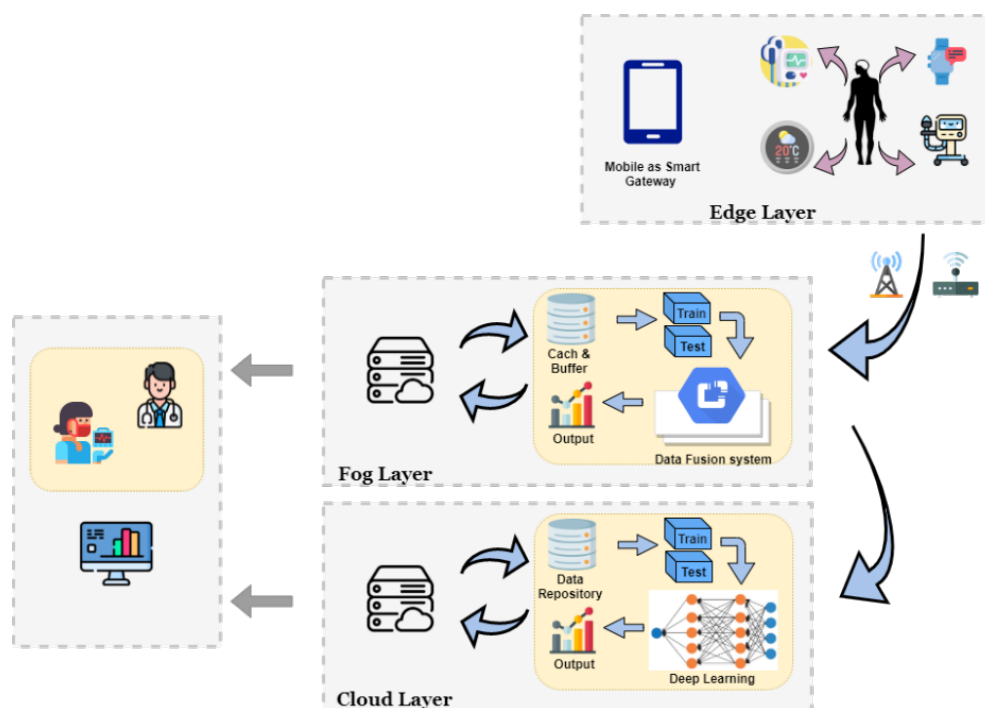 20°C
Mobile as Smart
Gateway
Edge Layer
Cach &
Buffer
Train
Test
Output
Data Fusion system
Fog Layer
Data
Repository
Train
Test
Output
Deep Learning
Cloud Layer